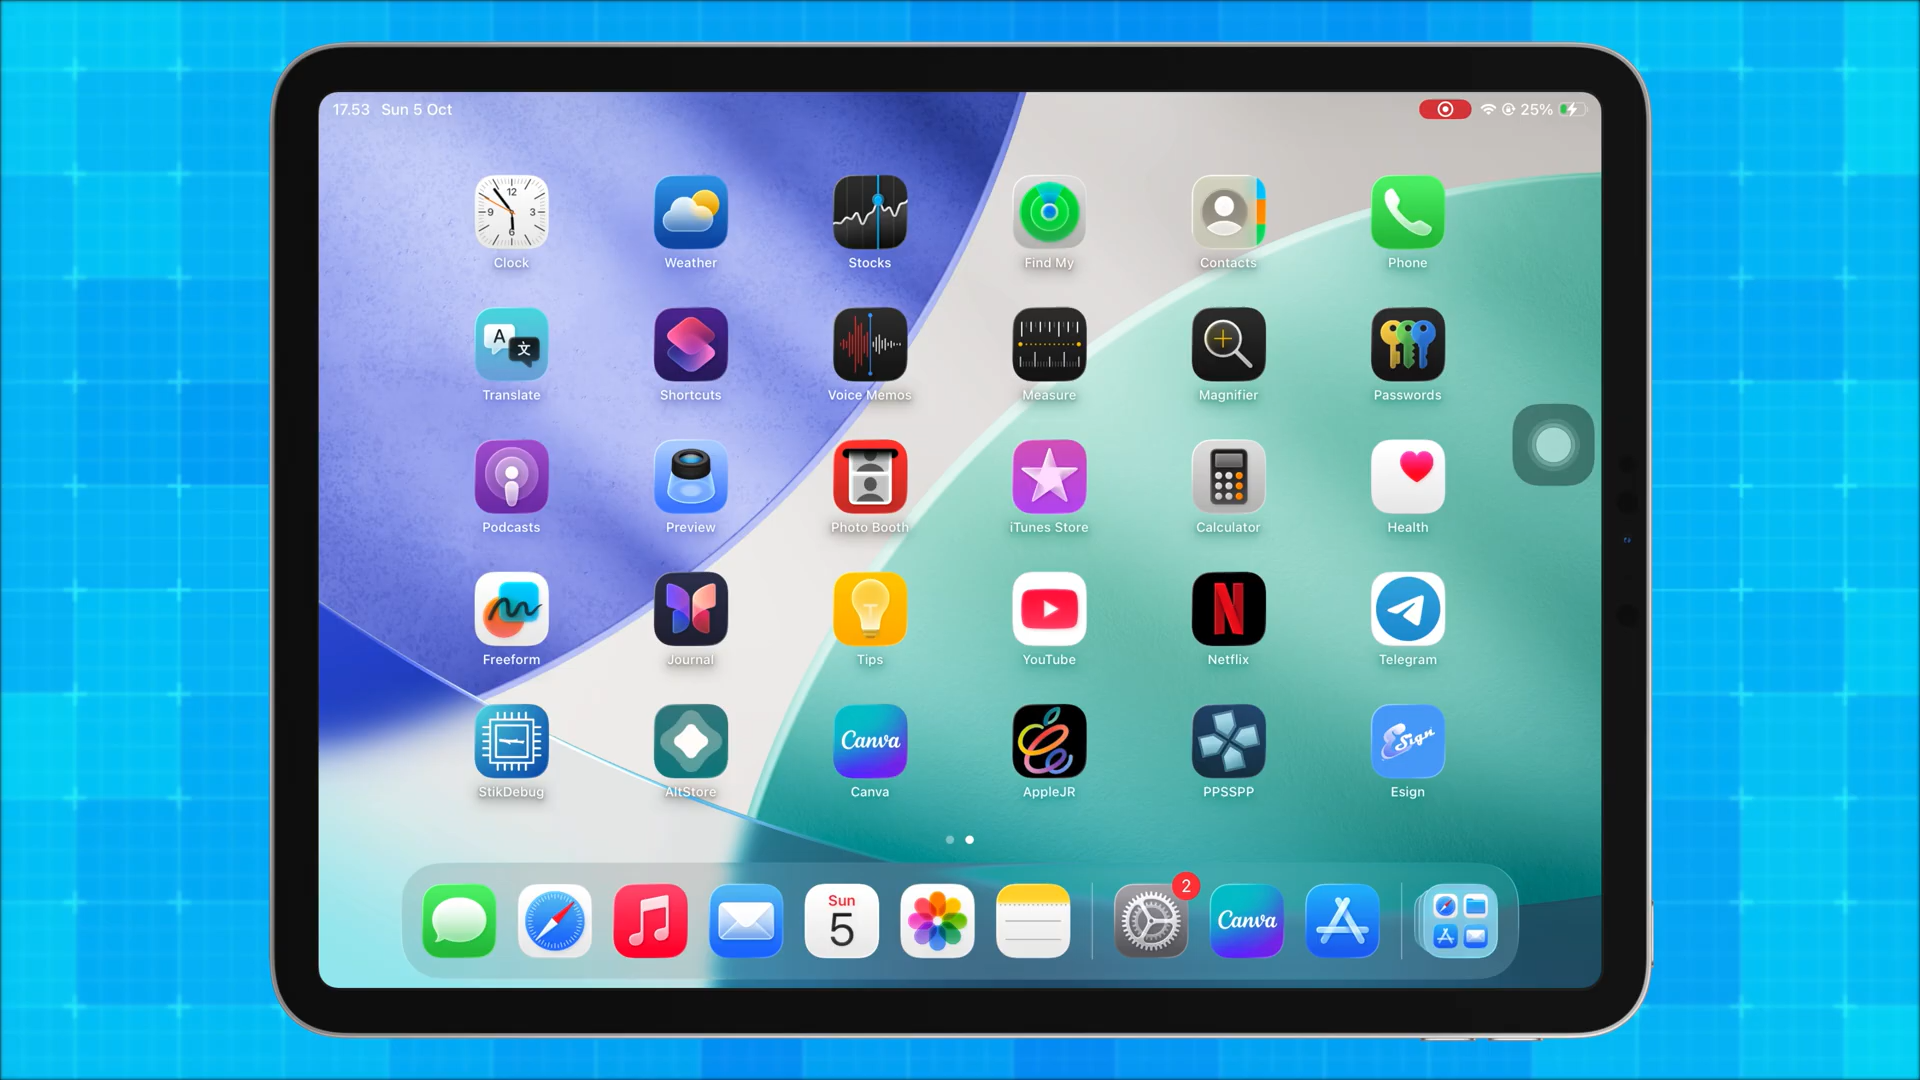 17.53 Sun 5 Oct
25%
12
9 3
6
Clock Weather Stocks Find My Contacts Phone
A 文
Translate Shortcuts Voice Memos Measure Magnifier Passwords
Podcasts Preview Photo Booth iTunes Store Calculator Health
N
Freeform Journal Tips YouTube Netflix Telegram
Canva ESign
StikDebug AltStore Canva AppleJR PPSSPP Esign
2
Sun
5
Canva